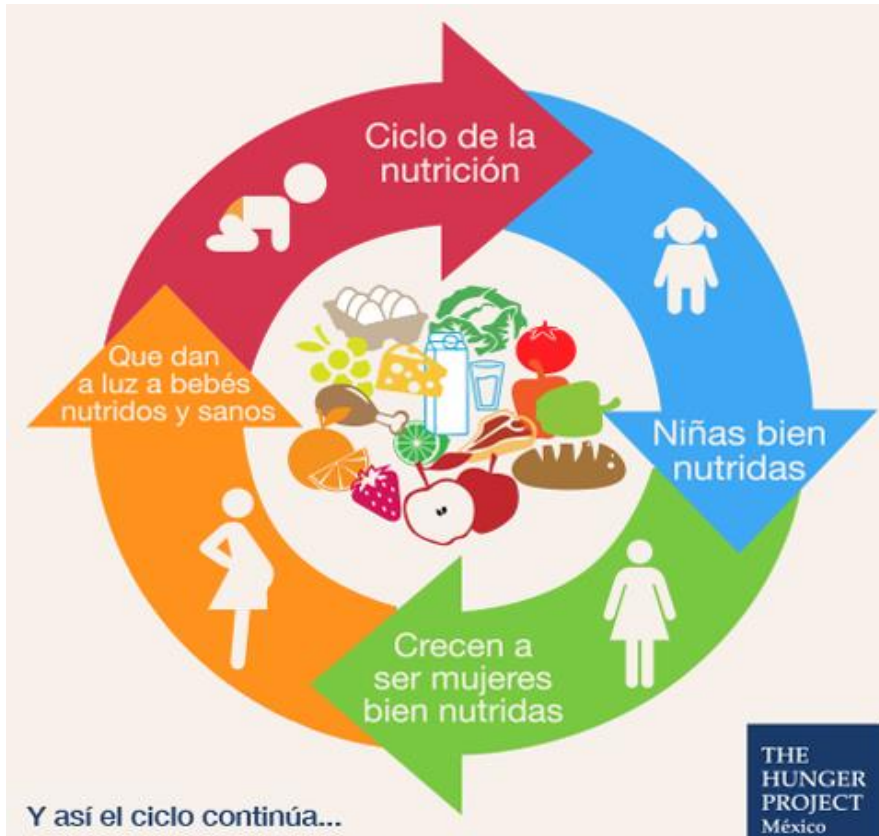 Ciclo de la
nutrición
Niñas bien
nutridas
Crecen a
ser mujeres
bien nutridas
Que dan
a luz a bebés
nutridos y sanos
Y así el ciclo continúa...
THE
HUNGER
PROJECT
México